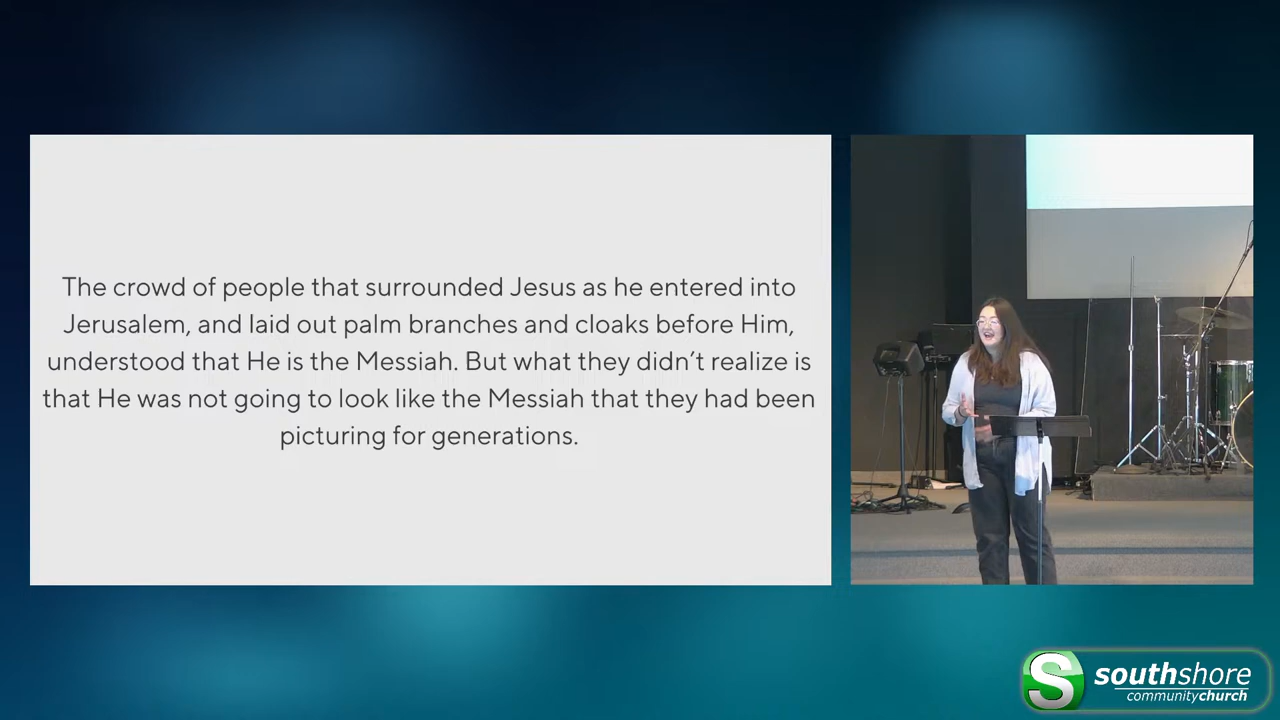 The crowd of people that surrounded Jesus as he entered into
Jerusalem, and laid out palm branches and cloaks before Him,
understood that He is the Messiah. But what they didn’t realize is
that He was not going to look like the Messiah that they had been
picturing for generations.
S southshore
communitychurch